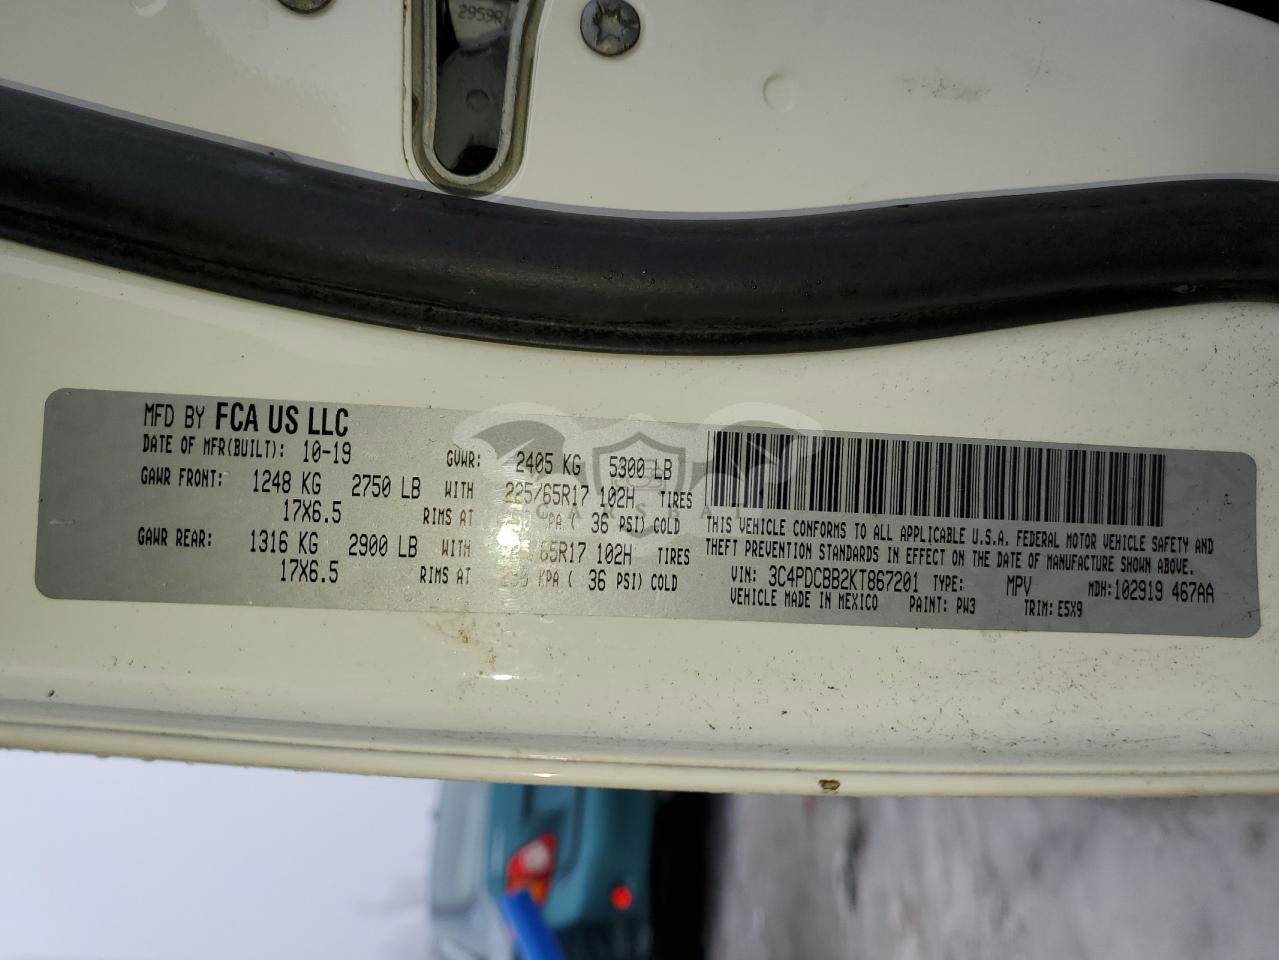 2959R
MFD BY FCA US LLC
DATE OF MFR(BUILT): 10-19 GVWR: 2405 KG 5300 LB
GAWR FRONT: 1248 KG 2750 LB WITH 225/65R17 102H TIRES
17X6.5 RIMS AT PA ( 36 PSI) COLD
GAWR REAR: 1316 KG 2900 LB WITH 65R17 102H TIRES
17X6.5 RIMS AT KPA ( 36 PSI) COLD
THIS VEHICLE CONFORMS TO ALL APPLICABLE U.S.A. FEDERAL MOTOR VEHICLE SAFETY AND
THEFT PREVENTION STANDARDS IN EFFECT ON THE DATE OF MANUFACTURE SHOWN ABOVE.
VIN: 3C4PDCBB2KT867201 TYPE: MPV MDH:102919 467AA
VEHICLE MADE IN MEXICO PAINT: PW3 TRIM: E5X9